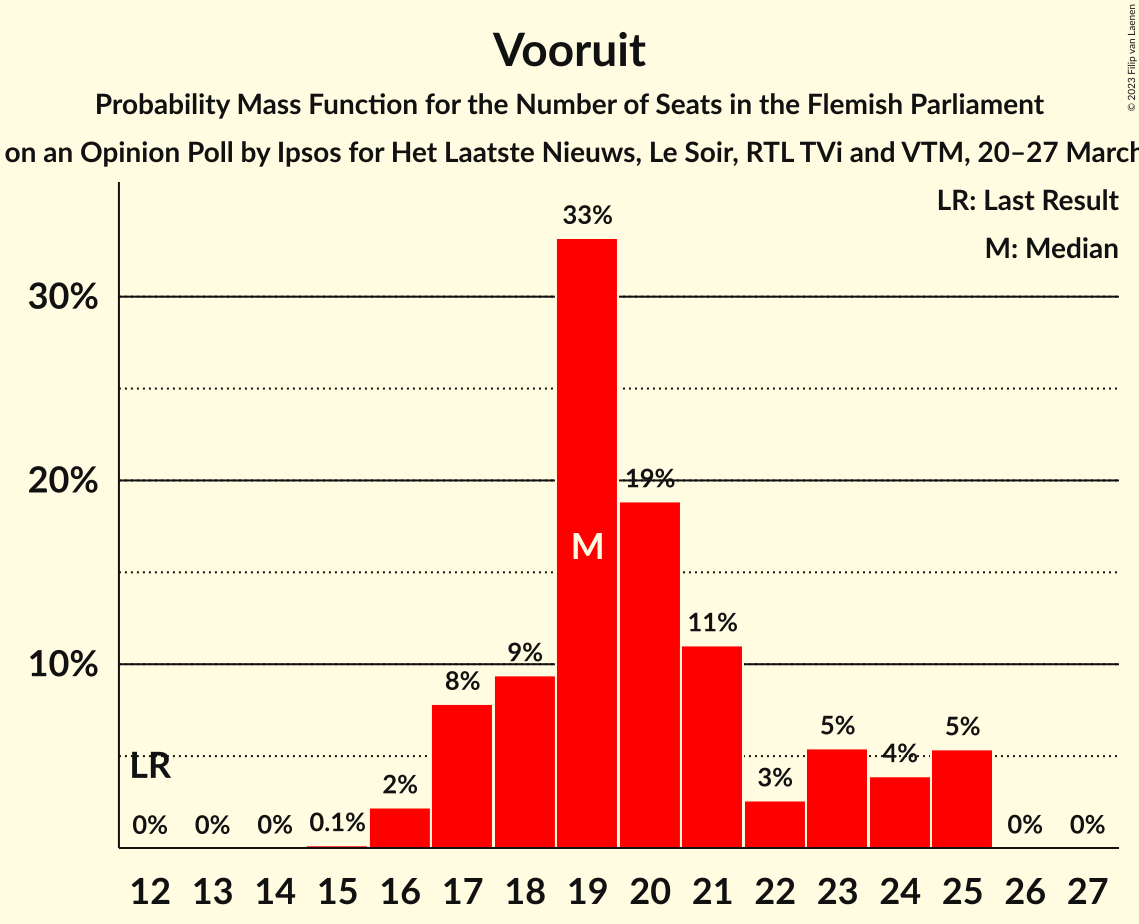 Vooruit
Probability Mass Function for the Number of Seats in the Flemish Parliament
on an Opinion Poll by Ipsos for Het Laatste Nieuws, Le Soir, RTL TVi and VTM, 20–27 March
© 2023 Filip van Laenen
LR: Last Result
M: Median
33%
30%
20%
19%
M
11%
10%
9%
8%
LR
5%
4%
5%
2%
3%
0%
0%
0%
0.1%
0%
0%
12 13 14 15 16 17 18 19 20 21 22 23 24 25 26 27